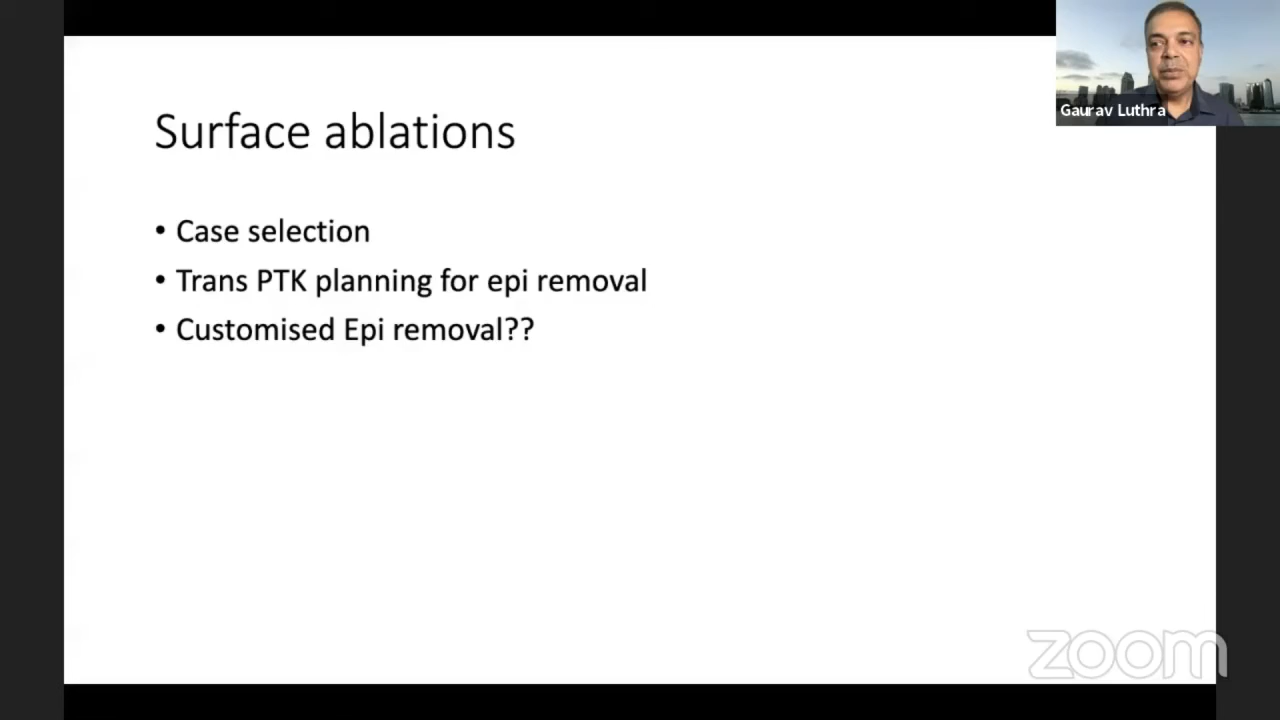 Gaurav Luthra
Surface ablations
• Case selection
• Trans PTK planning for epi removal
• Customised Epi removal??
zoom